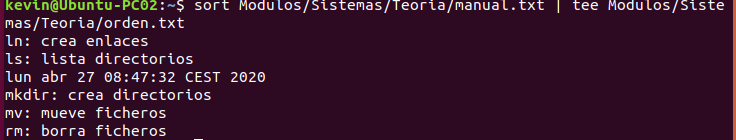 kevin@Ubuntu-PC02:~$ sort Modulos/Sistemas/Teoria/manual.txt | tee Modulos/Siste
mas/Teoria/orden.txt
ln: crea enlaces
ls: lista directorios
lun abr 27 08:47:32 CEST 2020
mkdir: crea directorios
mv: mueve ficheros
rm: borra ficheros